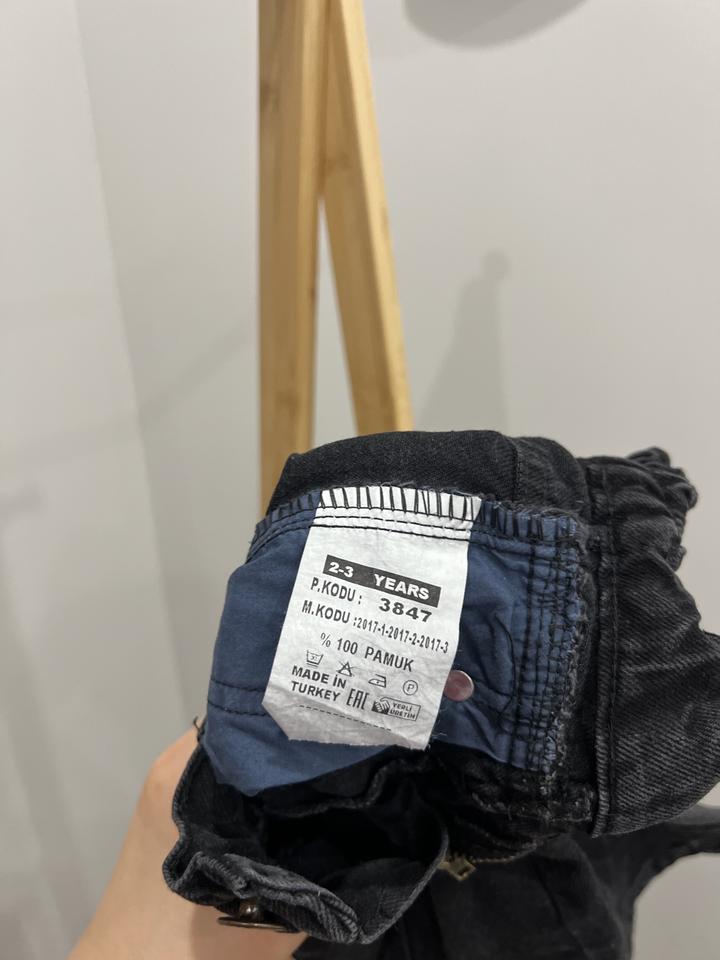 2-3 YEARS
P.KODU : 3847
M.KODU :2017-1-2017-2-2017-3
% 100 PAMUK
P
MADE IN
TURKEY EAC YERLİ
ÜRETİM